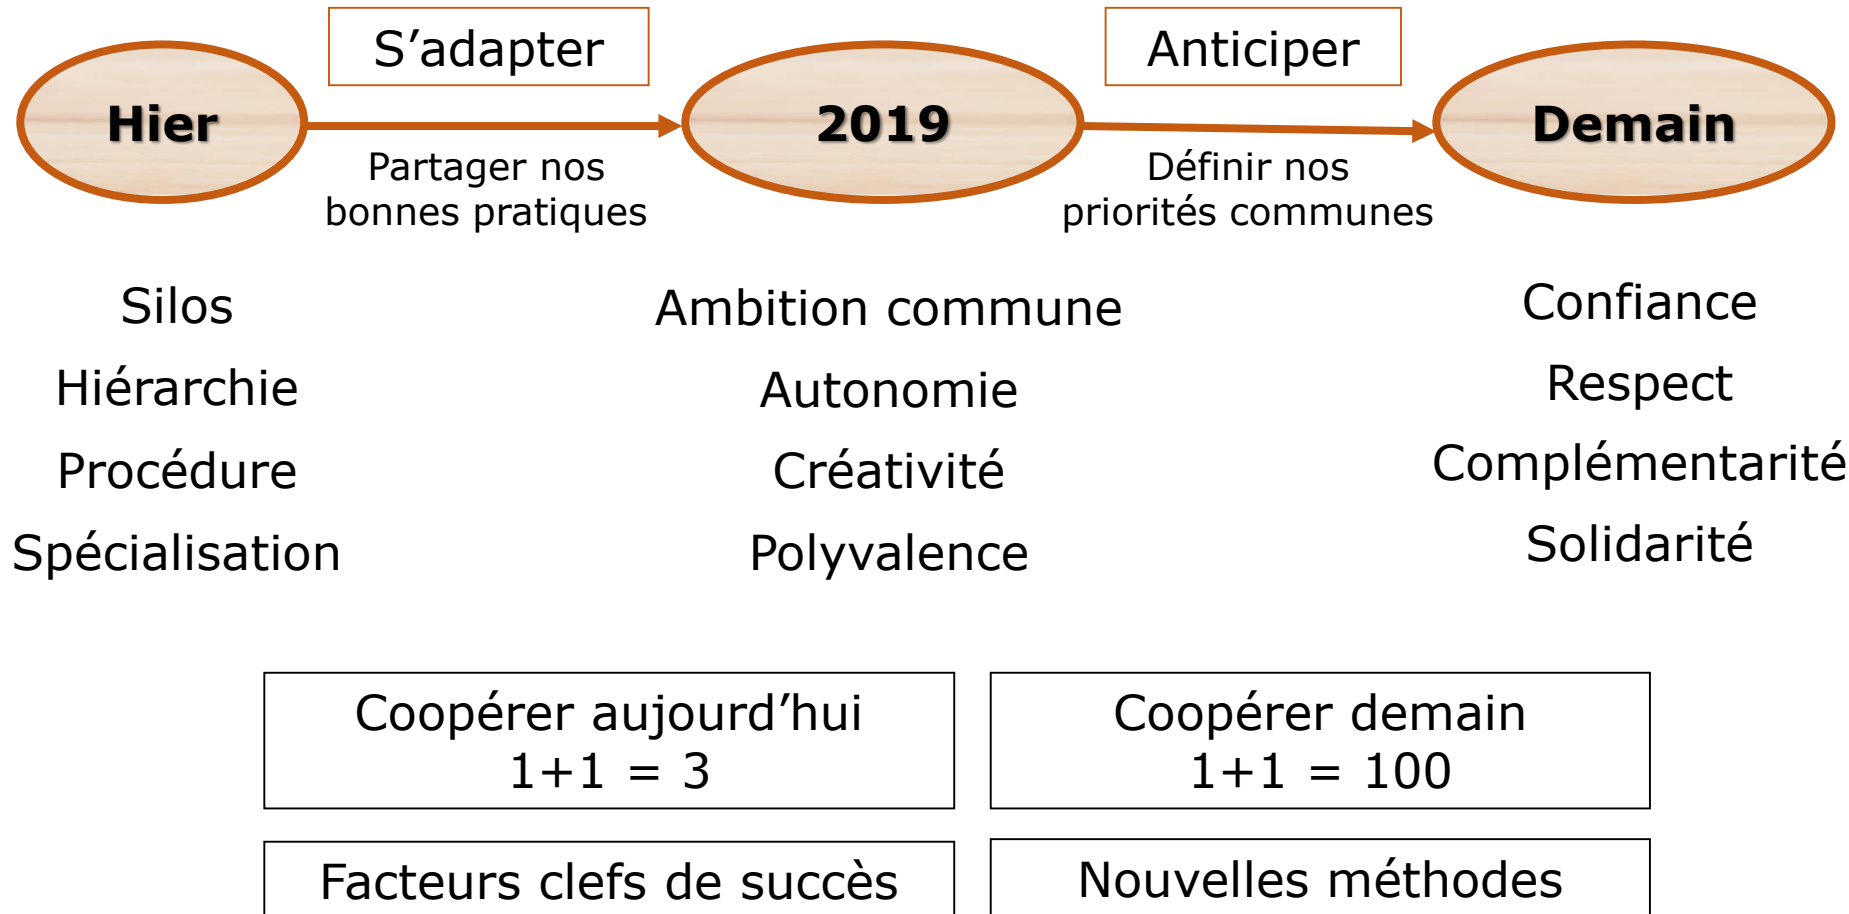 S’adapter
Anticiper
Hier
2019
Demain
Partager nos
bonnes pratiques
Définir nos
priorités communes
Silos
Hiérarchie
Procédure
Spécialisation
Ambition commune
Autonomie
Créativité
Polyvalence
Confiance
Respect
Complémentarité
Solidarité
Coopérer aujourd’hui
1+1 = 3
Coopérer demain
1+1 = 100
Facteurs clefs de succès
Nouvelles méthodes